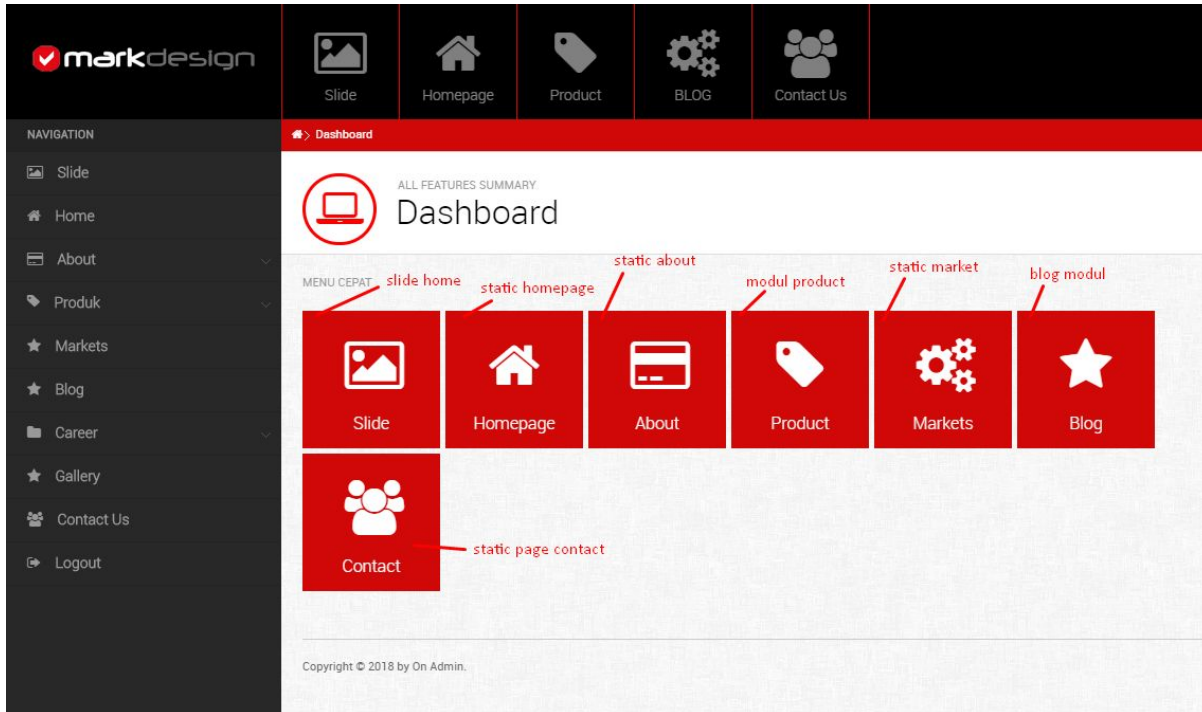 markdesign
Slide
Homepage
Product
BLOG
Contact Us
NAVIGATION
Slide
Home
About
Produk
Markets
Blog
Career
Gallery
Contact Us
Logout
> Dashboard
ALL FEATURES SUMMARY
Dashboard
MENU CEPAT
slide home
static homepage
static about
modul product
static market
blog modul
Slide
Homepage
About
Product
Markets
Blog
Contact
static page contact
Copyright © 2018 by On Admin.